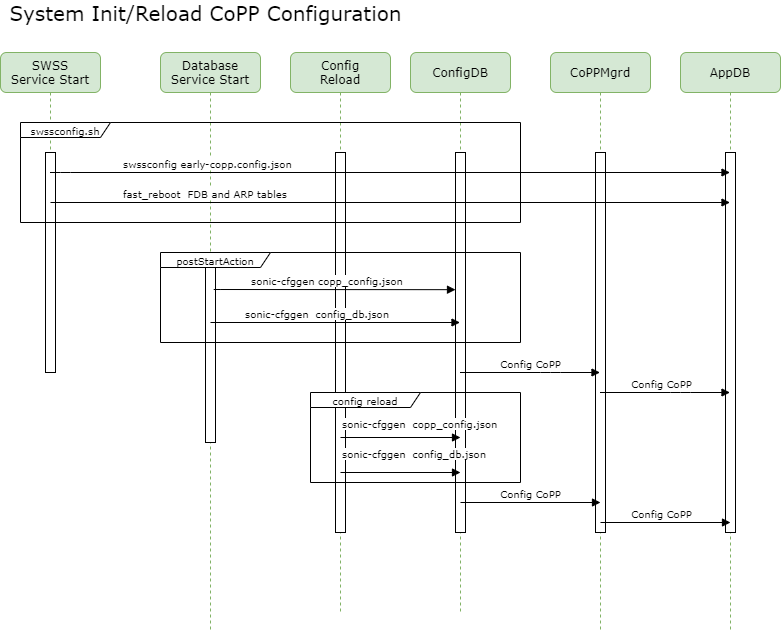 System Init/Reload CoPP Configuration
SWSS
Service Start
Database
Service Start
Config
Reload
ConfigDB
CoPPMgrd
AppDB
swssconfig.sh
swssconfig early-copp.config.json
fast_reboot  FDB and ARP tables
postStartAction
sonic-cfggen copp_config.json
sonic-cfggen  config_db.json
Config CoPP
Config CoPP
config reload
sonic-cfggen  copp_config.json
sonic-cfggen  config_db.json
Config CoPP
Config CoPP